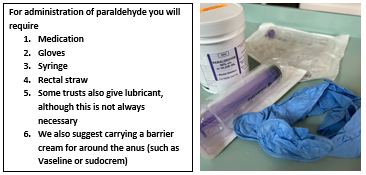 For administration of paraldehyde you will
require
1. Medication
2. Gloves
3. Syringe
4. Rectal straw
5. Some trusts also give lubricant,
although this is not always
necessary
6. We also suggest carrying a barrier
cream for around the anus (such as
Vaseline or sudocrem)
PARALDEHYDE